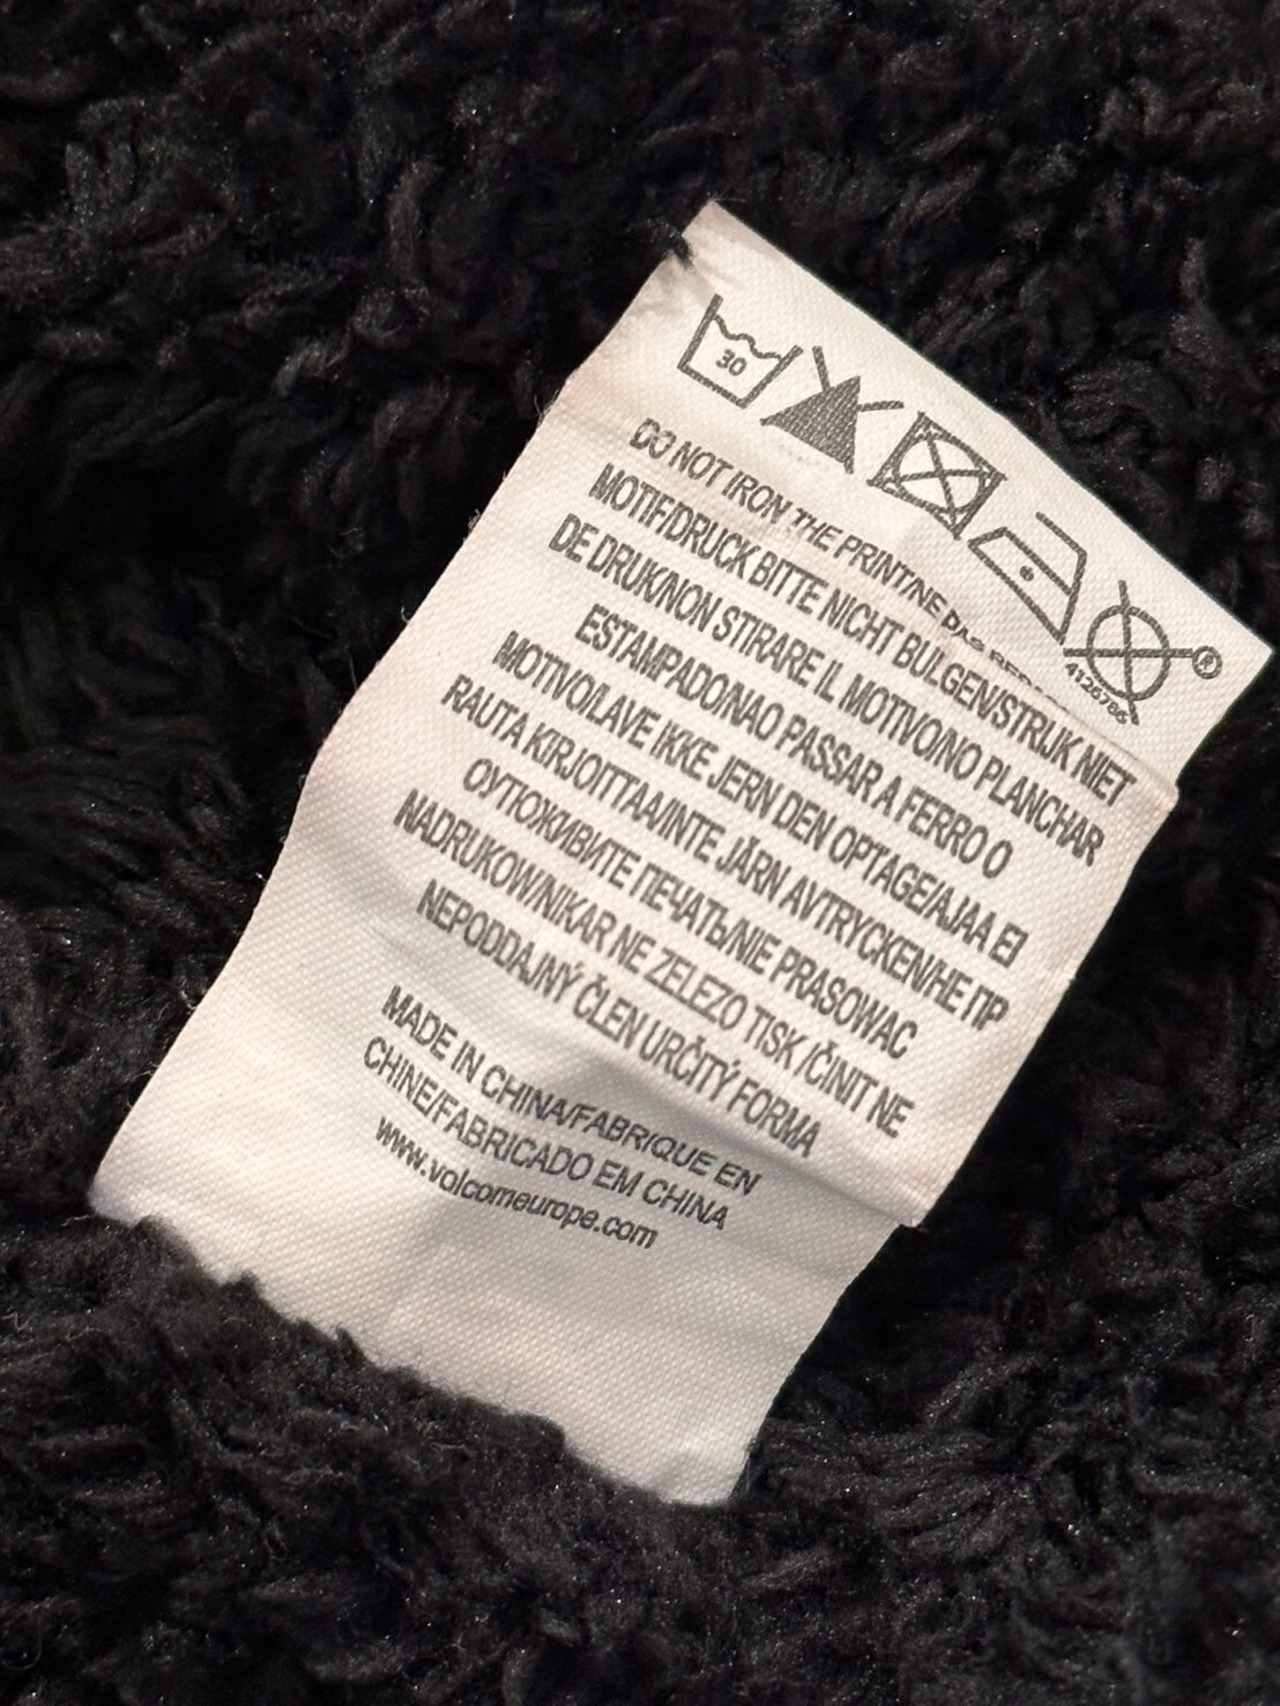 30
®
4126786
DO NOT IRON THE PRINT/NE PAS REPA
MOTIF/DRUCK BITTE NICHT BULGEN/STRIJK NIET
DE DRUK/NON STIRARE IL MOTIVO/NO PLANCHAR
ESTAMPADO/NAO PASSAR A FERRO O
MOTIVO/LAVE IKKE JERN DEN OPTAGE/AJAA EI
RAUTA KIRJOITTAA/INTE JÄRN AVTRYCKEN/НЕ ПР
ОУТЮЖИВИТЕ ПЕЧАТЬ/NIE PRASOWAC
NADRUKOW/NIKAR NE ZELEZO TISK /ČINIT NE
NEPODDAJNÝ ČLEN URČITÝ FORMA
MADE IN CHINA/FABRIQUE EN
CHINE/FABRICADO EM CHINA
www.volcomeurope.com